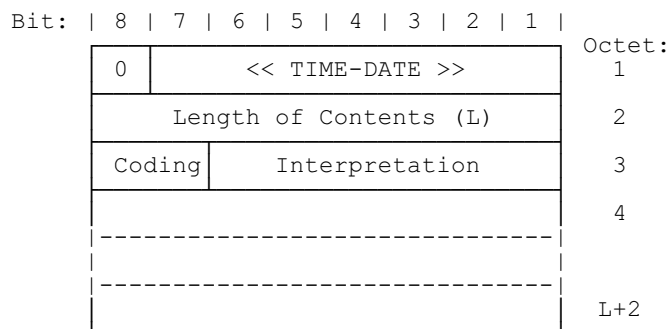 Bit: | 8 | 7 | 6 | 5 | 4 | 3 | 2 | 1 |
Octet:
0 << TIME-DATE >> 1
Length of Contents (L) 2
Coding Interpretation 3
4
L+2